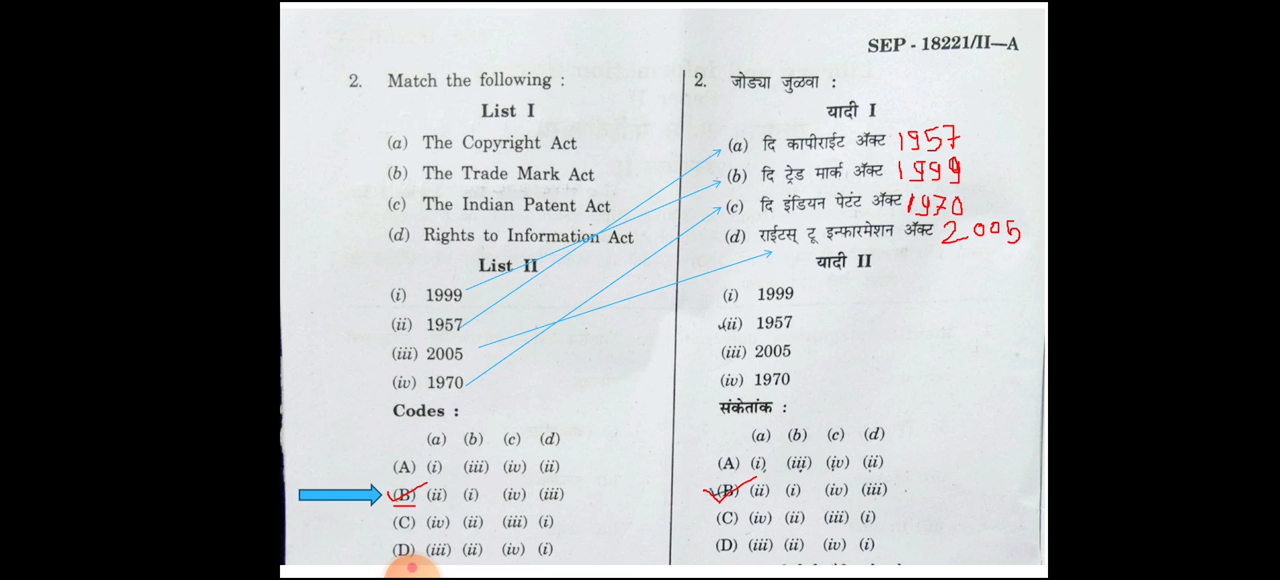 SEP - 18221/II—A
2. Match the following :
List I
(a) The Copyright Act
(b) The Trade Mark Act
(c) The Indian Patent Act
(d) Rights to Information Act
List II
(i) 1999
(ii) 1957
(iii) 2005
(iv) 1970
Codes :
(a) (b) (c) (d)
(A) (i) (iii) (iv) (ii)
(B) (ii) (i) (iv) (iii)
(C) (iv) (ii) (iii) (i)
(D) (iii) (ii) (iv) (i)
2. जोड्या जुळवा :
यादी I
(a) दि कापीराईट ॲक्ट 1957
(b) दि ट्रेड मार्क ॲक्ट 1999
(c) दि इंडियन पेटंट ॲक्ट 1970
(d) राईटस् टू इन्फारमेशन ॲक्ट 2005
यादी II
(i) 1999
(ii) 1957
(iii) 2005
(iv) 1970
संकेतांक :
(a) (b) (c) (d)
(A) (i) (iii) (iv) (ii)
(B) (ii) (i) (iv) (iii)
(C) (iv) (ii) (iii) (i)
(D) (iii) (ii) (iv) (i)